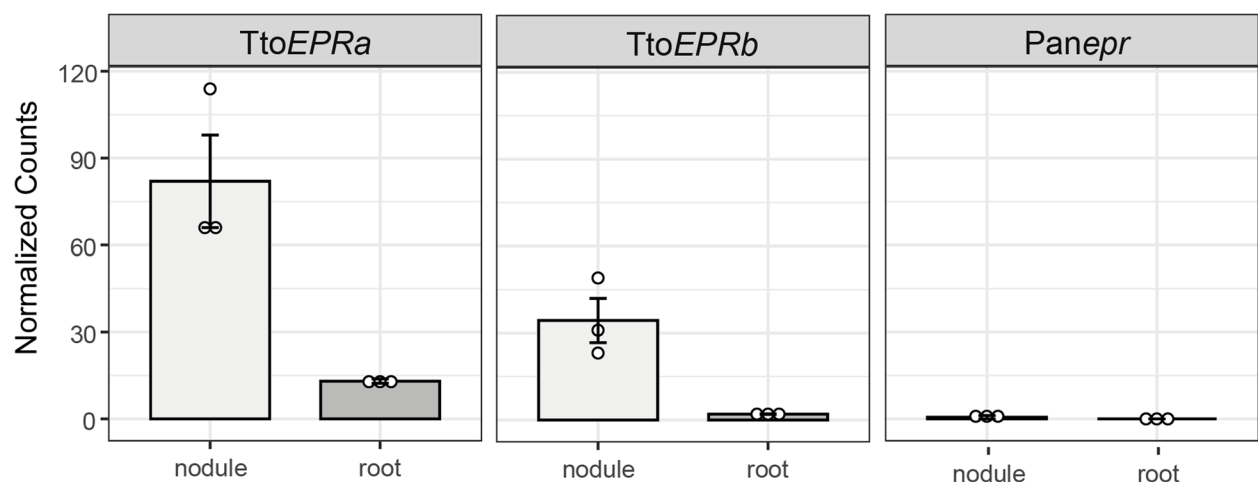 TtoEPRa TtoEPRb Panepr
Normalized Counts
120
90
60
30
0
nodule root nodule root nodule root